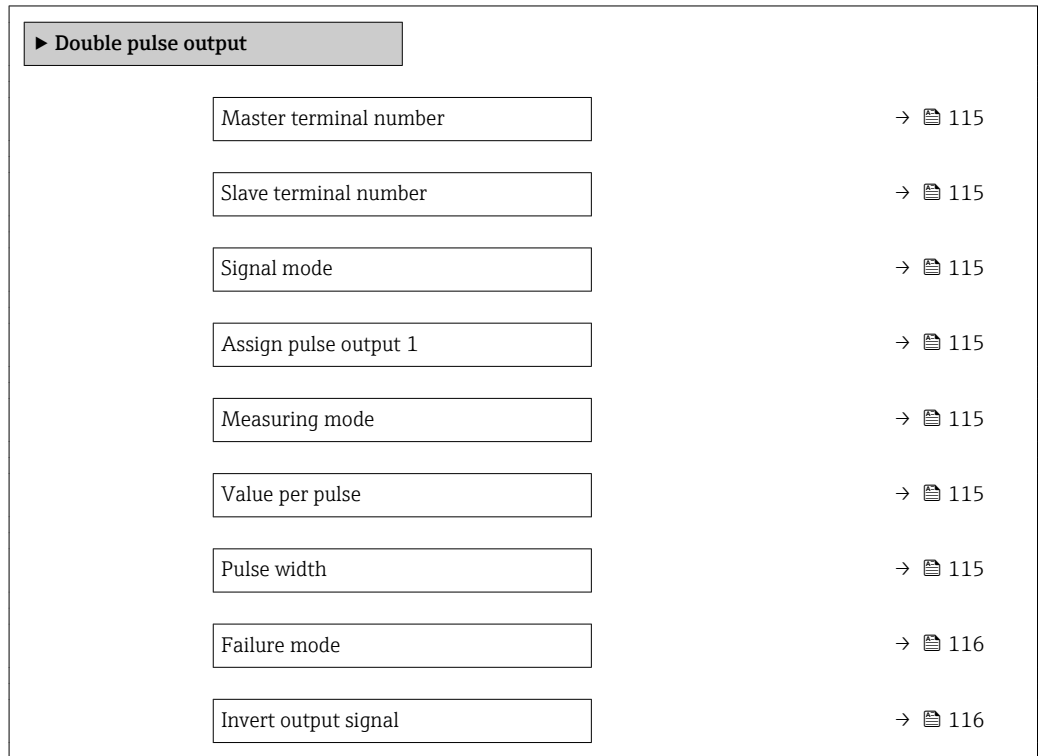 ▶ Double pulse output
Master terminal number → 115
Slave terminal number → 115
Signal mode → 115
Assign pulse output 1 → 115
Measuring mode → 115
Value per pulse → 115
Pulse width → 115
Failure mode → 116
Invert output signal → 116